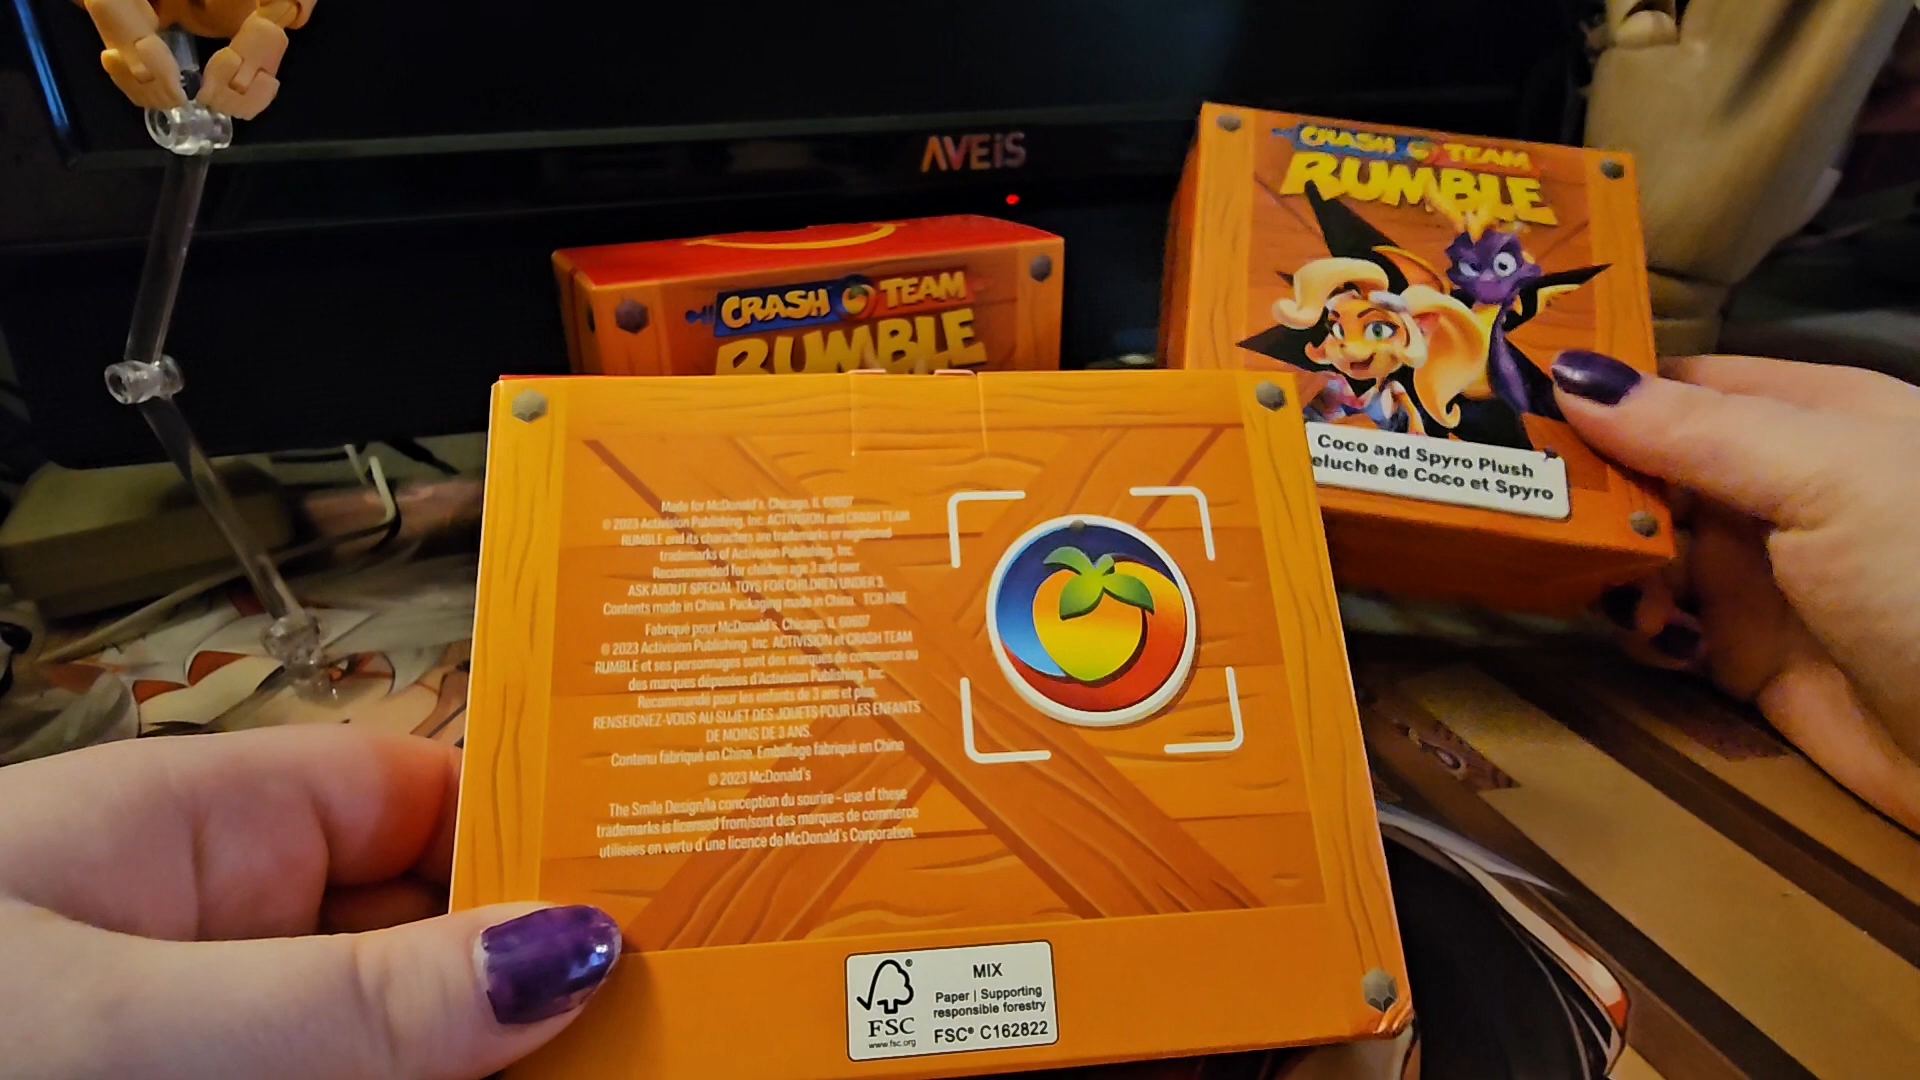 AVEIS
CRASH TEAM
RUMBLE
CRASH TEAM
RUMBLE
Coco and Spyro Plush
eluche de Coco et Spyro
Made for McDonald's, Chicago, IL 60607
© 2023 Activision Publishing, Inc. ACTIVISION and CRASH TEAM
RUMBLE and its characters are trademarks or registered
trademarks of Activision Publishing, Inc.
Recommended for children age 3 and over
ASK ABOUT SPECIAL TOYS FOR CHILDREN UNDER 3.
Contents made in China. Packaging made in China.
Fabriqué pour McDonald's, Chicago, IL 60607
© 2023 Activision Publishing, Inc. ACTIVISION et CRASH TEAM
RUMBLE et ses personnages sont des marques de commerce ou
des marques déposées d'Activision Publishing, Inc.
Recommandé pour les enfants de 3 ans et plus.
RENSEIGNEZ-VOUS AU SUJET DES JOUETS POUR LES ENFANTS
DE MOINS DE 3 ANS.
Contenu fabriqué en Chine. Emballage fabriqué en Chine
© 2023 McDonald's
The Smile Design/la conception du sourire - use of these
trademarks is licensed from/sont des marques de commerce
utilisées en vertu d'une licence de McDonald's Corporation.
FSC
www.fsc.org
MIX
Paper | Supporting
responsible forestry
FSC® C162822